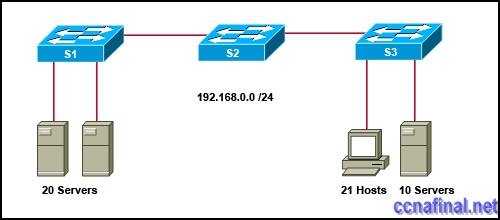 S1
S2
S3
192.168.0.0 /24
20 Servers
21 Hosts
10 Servers
ccnafinal.net